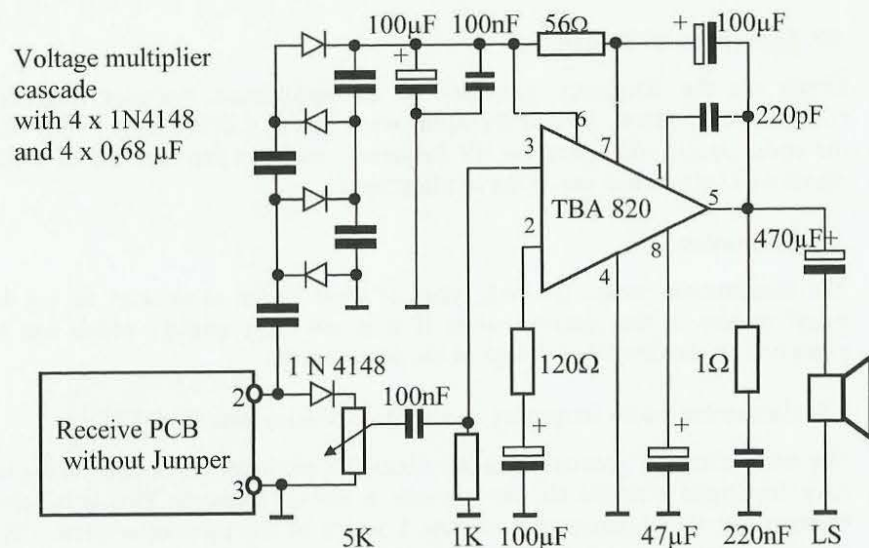 100µF
100nF
56Ω
100µF
+
+
Voltage multiplier
cascade
with 4 x 1N4148
and 4 x 0,68 µF
220pF
6
3
7
1
TBA 820
5
2
4
8
470µF+
1 N 4148
120Ω
1Ω
100nF
2
Receive PCB
without Jumper
+
+
3
5K
1K
100µF
47µF
220nF
LS